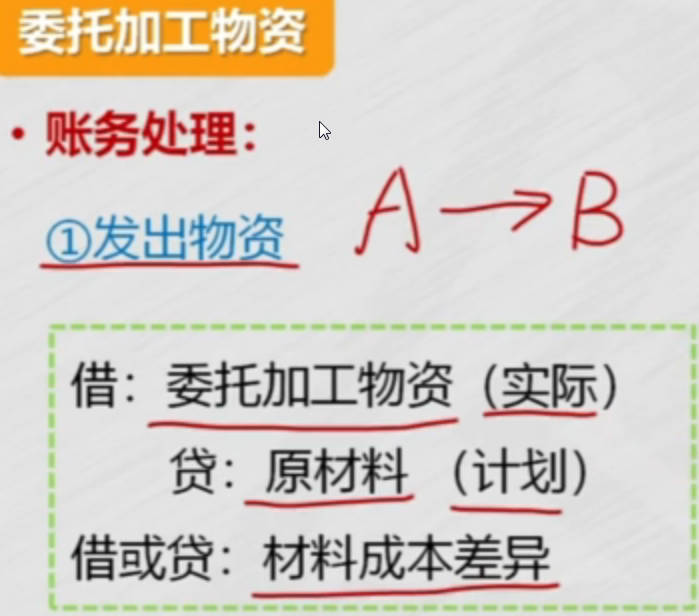 委托加工物资
• 账务处理：
①发出物资
A→B
借：委托加工物资（实际）
贷：原材料（计划）
借或贷：材料成本差异